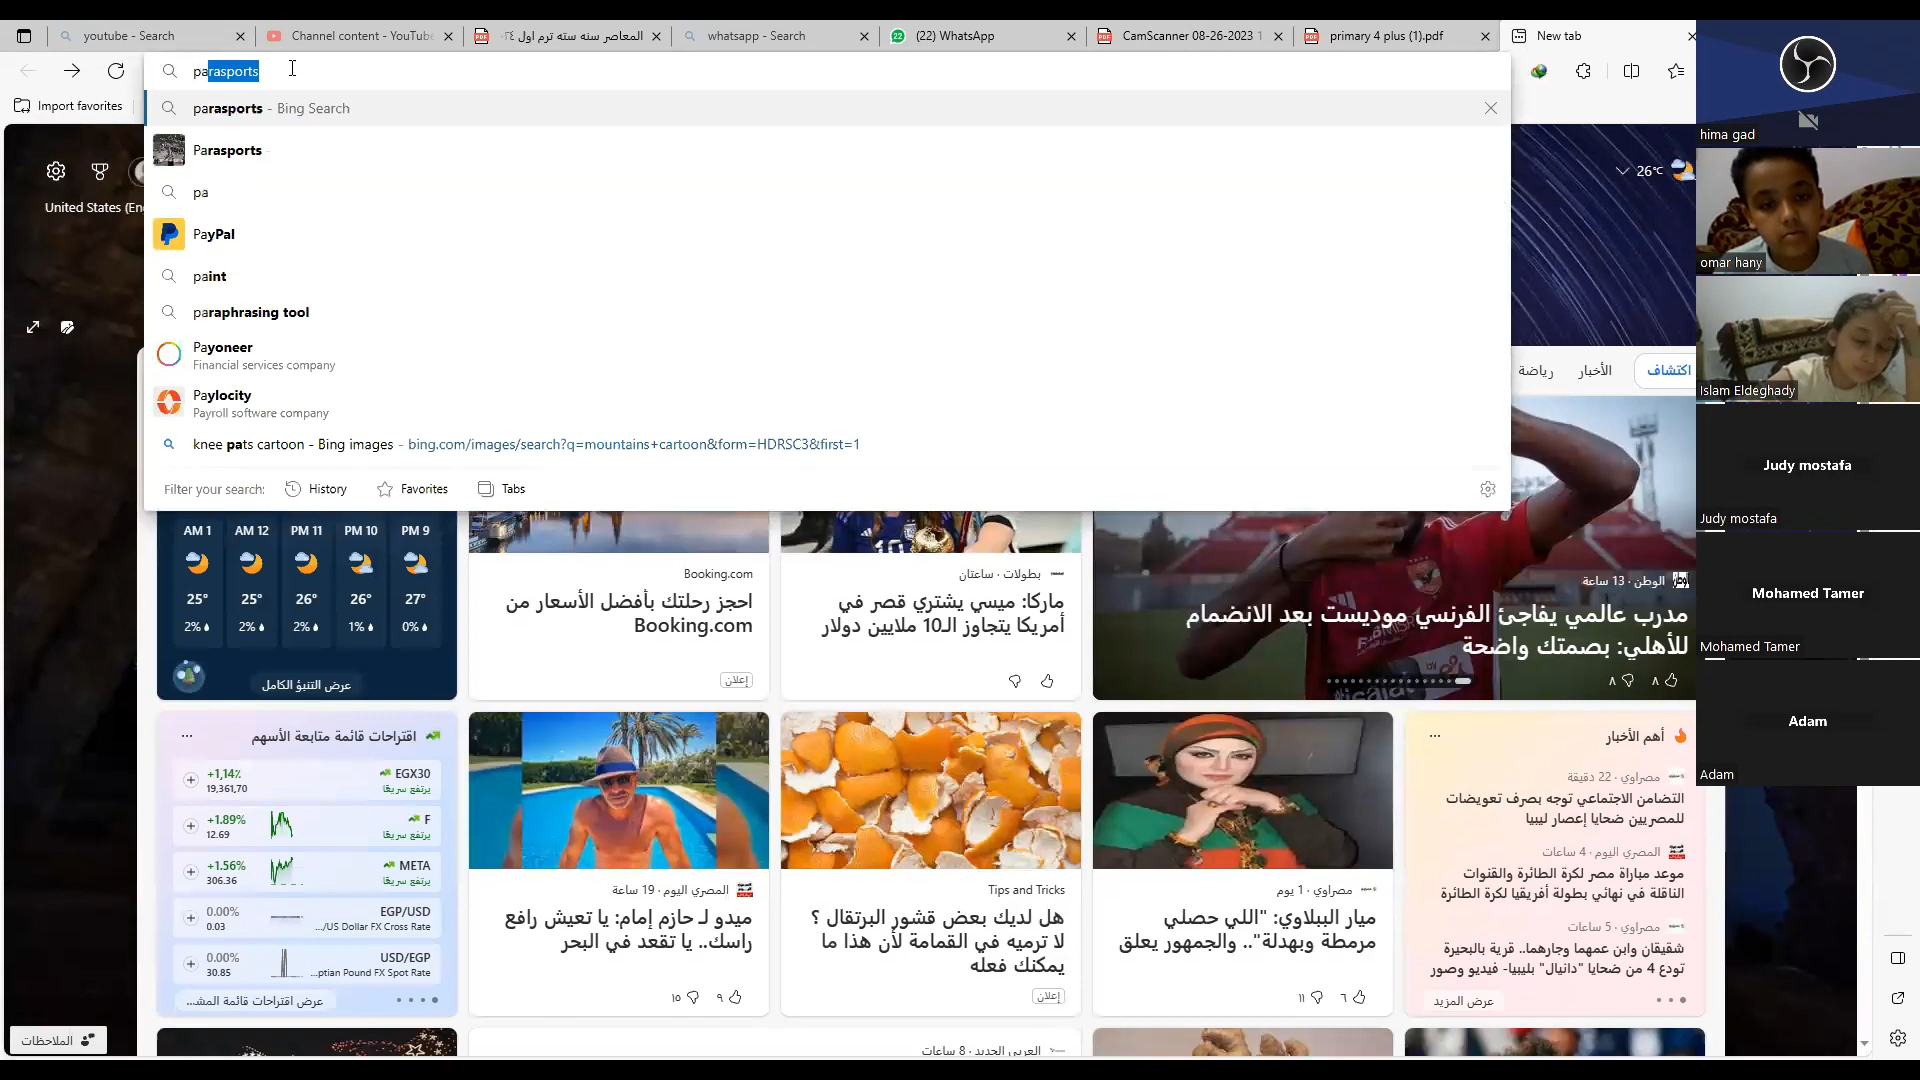 youtube - Search
Channel content - YouTube
المعاصر سنه سته ترم اول ٢٤
whatsapp - Search
(22) WhatsApp
CamScanner 08-26-2023 1
primary 4 plus (1).pdf
New tab
parasports
Import favorites
parasports - Bing Search
Parasports -
pa
PayPal
paint
paraphrasing tool
Payoneer
Financial services company
Paylocity
Payroll software company
knee pats cartoon - Bing images - bing.com/images/search?q=mountains+cartoon&form=HDRSC3&first=1
Filter your search:
History
Favorites
Tabs
United States (En
26°C
اكتشاف
الأخبار
رياضة
AM 1
AM 12
PM 11
PM 10
PM 9
25°
25°
26°
26°
27°
2%
2%
2%
1%
0%
عرض التنبؤ الكامل
Booking.com
احجز رحلتك بأفضل الأسعار من
Booking.com
إعلان
بطولات · ساعتان
ماركا: ميسي يشتري قصر في
أمريكا يتجاوز الـ10 ملايين دولار
الوطن · 13 ساعة
مدرب عالمي يفاجئ الفرنسي موديست بعد الانضمام
للأهلي: بصمتك واضحة
٨
٨
اقتراحات قائمة متابعة الأسهم
+1,14%
EGX30
19,361,70
يرتفع سريعًا
+1.89%
F
12.69
يرتفع سريعًا
+1.56%
META
306.36
يرتفع سريعًا
0.00%
EGP/USD
0.03
.../US Dollar FX Cross Rate
0.00%
USD/EGP
30.85
...ptian Pound FX Spot Rate
عرض اقتراحات قائمة المش...
المصري اليوم · 19 ساعة
ميدو لـ حازم إمام: يا تعيش رافع
راسك.. يا تقعد في البحر
١٥
٩
Tips and Tricks
هل لديك بعض قشور البرتقال ؟
لا ترميه في القمامة لأن هذا ما
يمكنك فعله
إعلان
مصراوي · 1 يوم
ميار الببلاوي: "اللي حصلي
مرمطة وبهدلة".. والجمهور يعلق
١١
٦
أهم الأخبار
مصراوي · 22 دقيقة
التضامن الاجتماعي توجه بصرف تعويضات
للمصريين ضحايا إعصار ليبيا
المصري اليوم · 4 ساعات
موعد مباراة مصر لكرة الطائرة والقنوات
الناقلة في نهائي بطولة أفريقيا لكرة الطائرة
مصراوي · 5 ساعات
شقيقان وابن عمهما وجارهما.. قرية بالبحيرة
تودع 4 من ضحايا "دانيال" بليبيا- فيديو وصور
عرض المزيد
الملاحظات
العربي الجديد · 8 ساعات
hima gad
omar hany
Islam Eldeghady
Judy mostafa
Judy mostafa
Mohamed Tamer
Mohamed Tamer
Adam
Adam